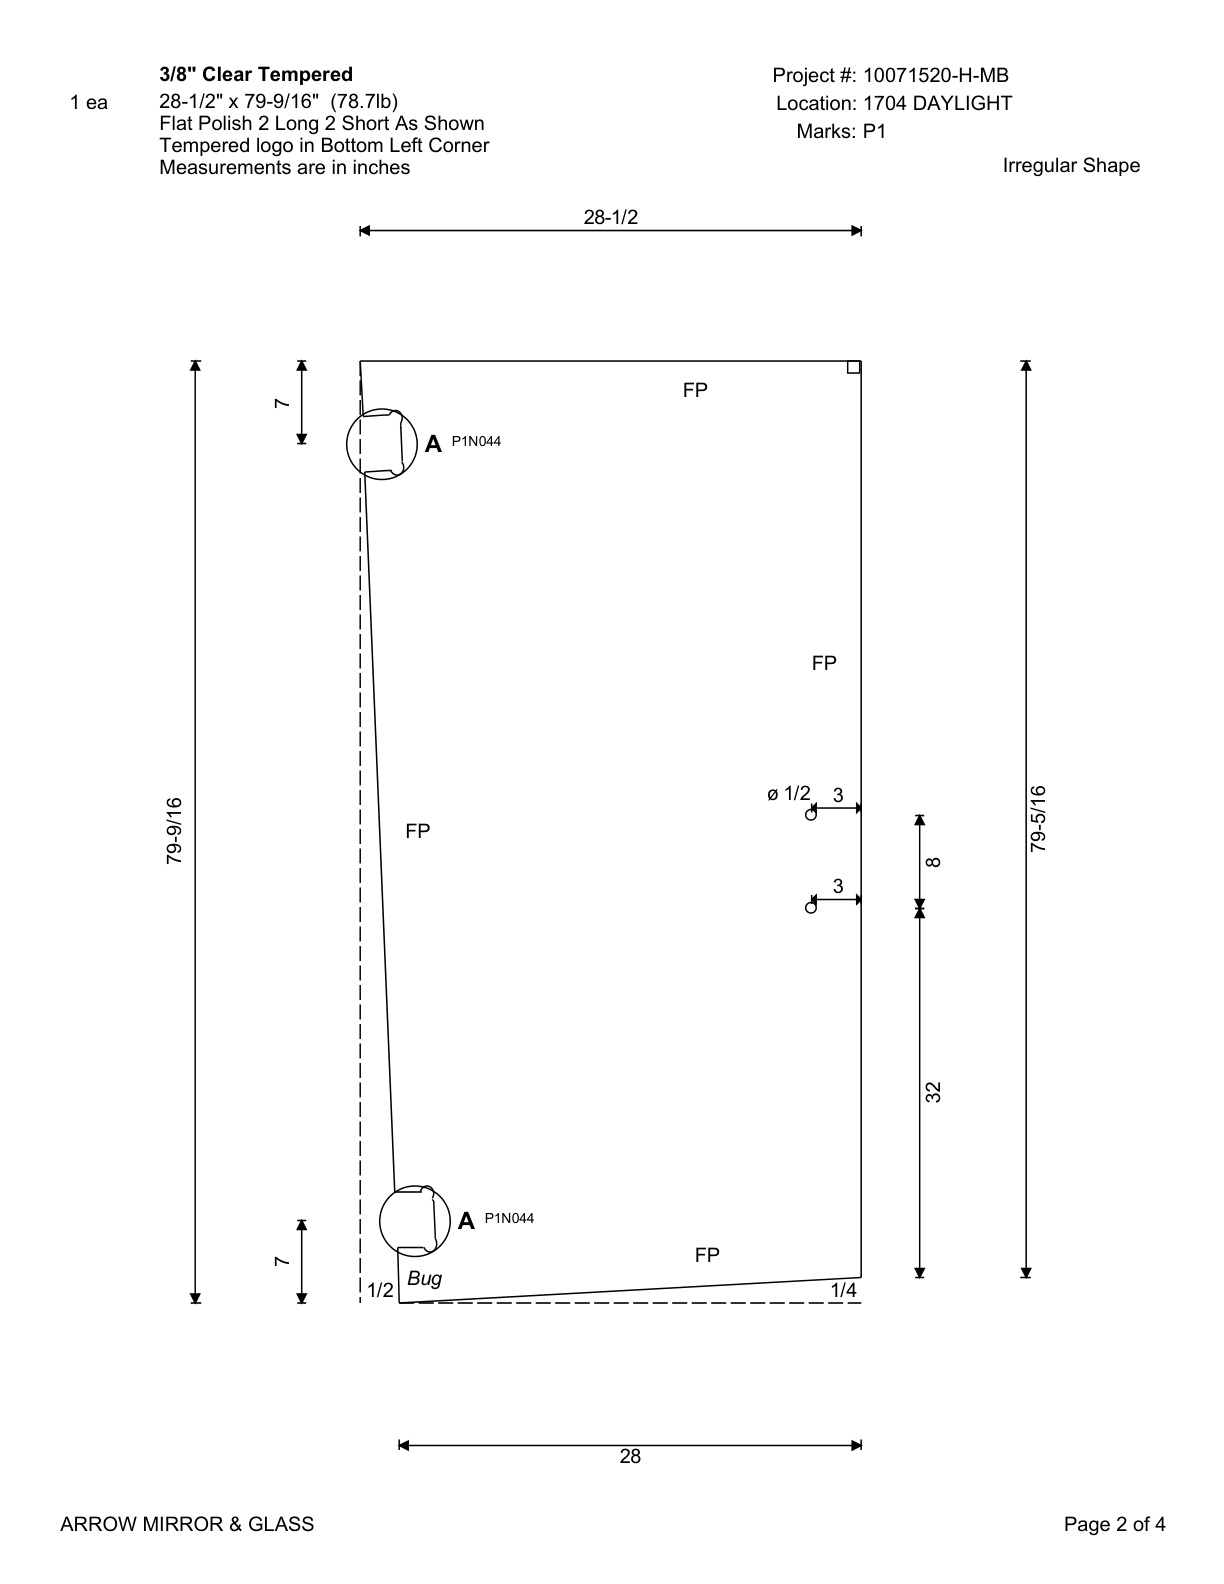 3/8" Clear Tempered
1 ea
28-1/2" x 79-9/16" (78.7lb)
Flat Polish 2 Long 2 Short As Shown
Tempered logo in Bottom Left Corner
Measurements are in inches
Project #: 10071520-H-MB
Location: 1704 DAYLIGHT
Marks: P1
Irregular Shape
28-1/2
7
FP
A P1N044
FP
ø 1/2
3
79-9/16
79-5/16
FP
8
3
32
A P1N044
7
FP
Bug
1/2
1/4
28
ARROW MIRROR & GLASS
Page 2 of 4